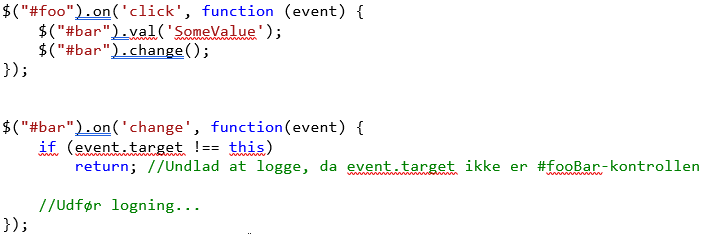 $("#foo").on('click', function (event) {
    $("#bar").val('SomeValue');
    $("#bar").change();
});
$("#bar").on('change', function(event) {
    if (event.target !== this)
        return; //Undlad at logge, da event.target ikke er #fooBar-kontrollen
    //Udfør logning...
});